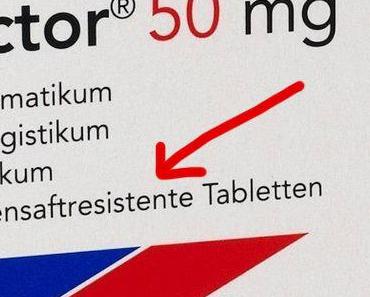 ctor® 50 mg
matikum
gistikum
kum
ensaftresistente Tabletten